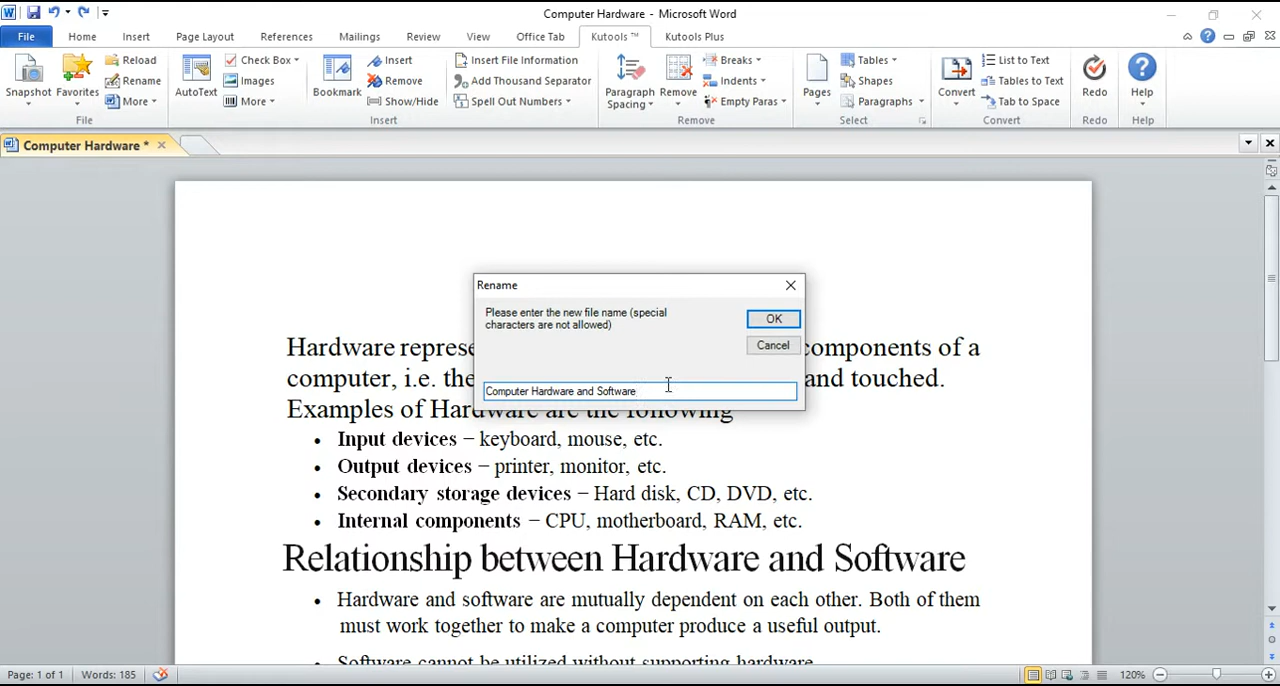 Computer Hardware - Microsoft Word
File Home Insert Page Layout References Mailings Review View Office Tab Kutools ™ Kutools Plus
Snapshot Favorites Reload Rename More File
AutoText Check Box Images More Bookmark Insert Remove Show/Hide Insert File Information Add Thousand Separator Spell Out Numbers Insert
Paragraph Spacing Remove Breaks Indents Empty Paras Remove
Pages Tables Shapes Paragraphs Select
Convert List to Text Tables to Text Tab to Space Convert
Redo Redo
Help Help
Computer Hardware *
Rename
Please enter the new file name (special
characters are not allowed)
OK
Cancel
Computer Hardware and Software
Hardware components of a
computer, i.e. and touched.
Examples of Hardware are the following
• Input devices – keyboard, mouse, etc.
• Output devices – printer, monitor, etc.
• Secondary storage devices – Hard disk, CD, DVD, etc.
• Internal components – CPU, motherboard, RAM, etc.
Relationship between Hardware and Software
• Hardware and software are mutually dependent on each other. Both of them
must work together to make a computer produce a useful output.
• Software cannot be utilized without supporting hardware.
Page: 1 of 1 Words: 185 120%